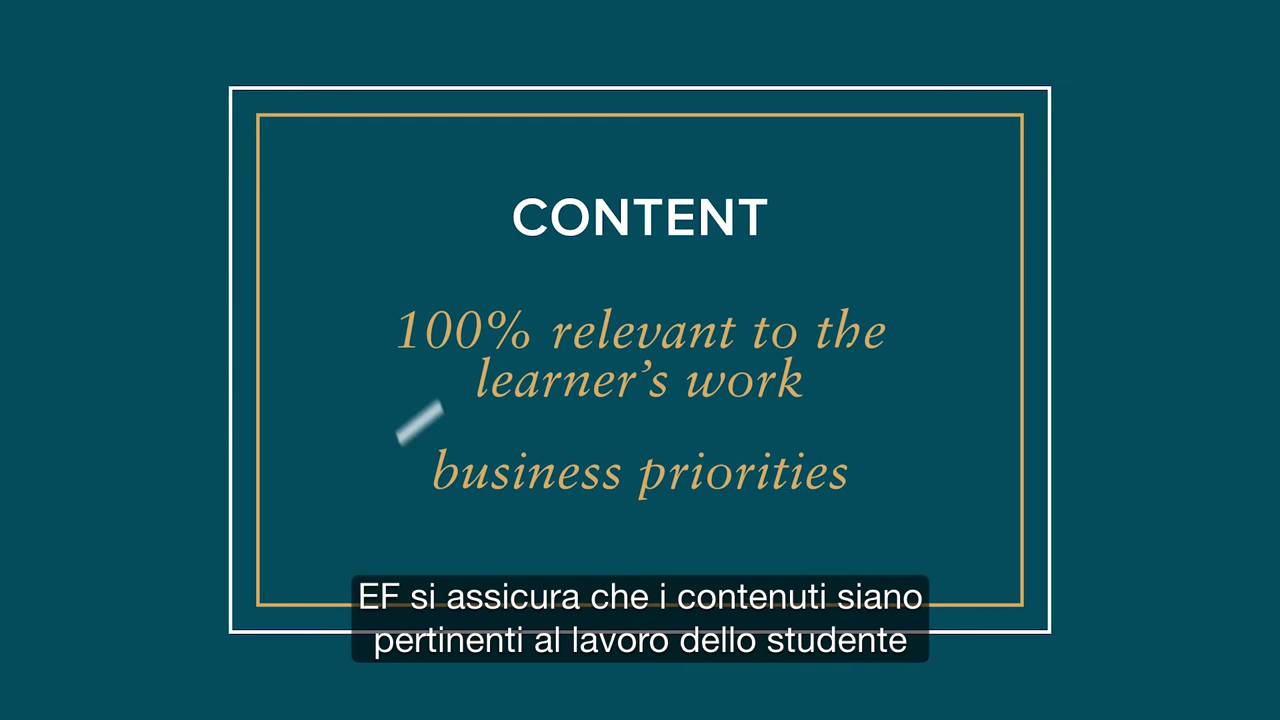 CONTENT
100% relevant to the
learner’s work
business priorities
EF si assicura che i contenuti siano
pertinenti al lavoro dello studente